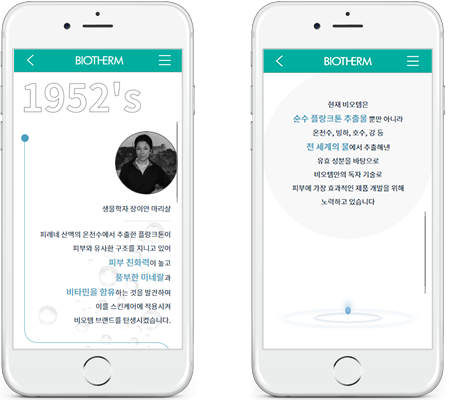 BIOTHERM
1952's
생물학자 장이안 마리살
피레네 산맥의 온천수에서 추출한 플랑크톤이
피부와 유사한 구조를 지니고 있어
피부 친화력이 높고
풍부한 미네랄과
비타민을 함유하는 것을 발견하여
이를 스킨케어에 적용시켜
비오템 브랜드를 탄생시켰습니다.
BIOTHERM
현재 비오템은
순수 플랑크톤 추출물 뿐만 아니라
온천수, 빙하, 호수, 강 등
전 세계의 물에서 추출해낸
유효 성분을 바탕으로
비오템만의 독자 기술로
피부에 가장 효과적인 제품 개발을 위해
노력하고 있습니다